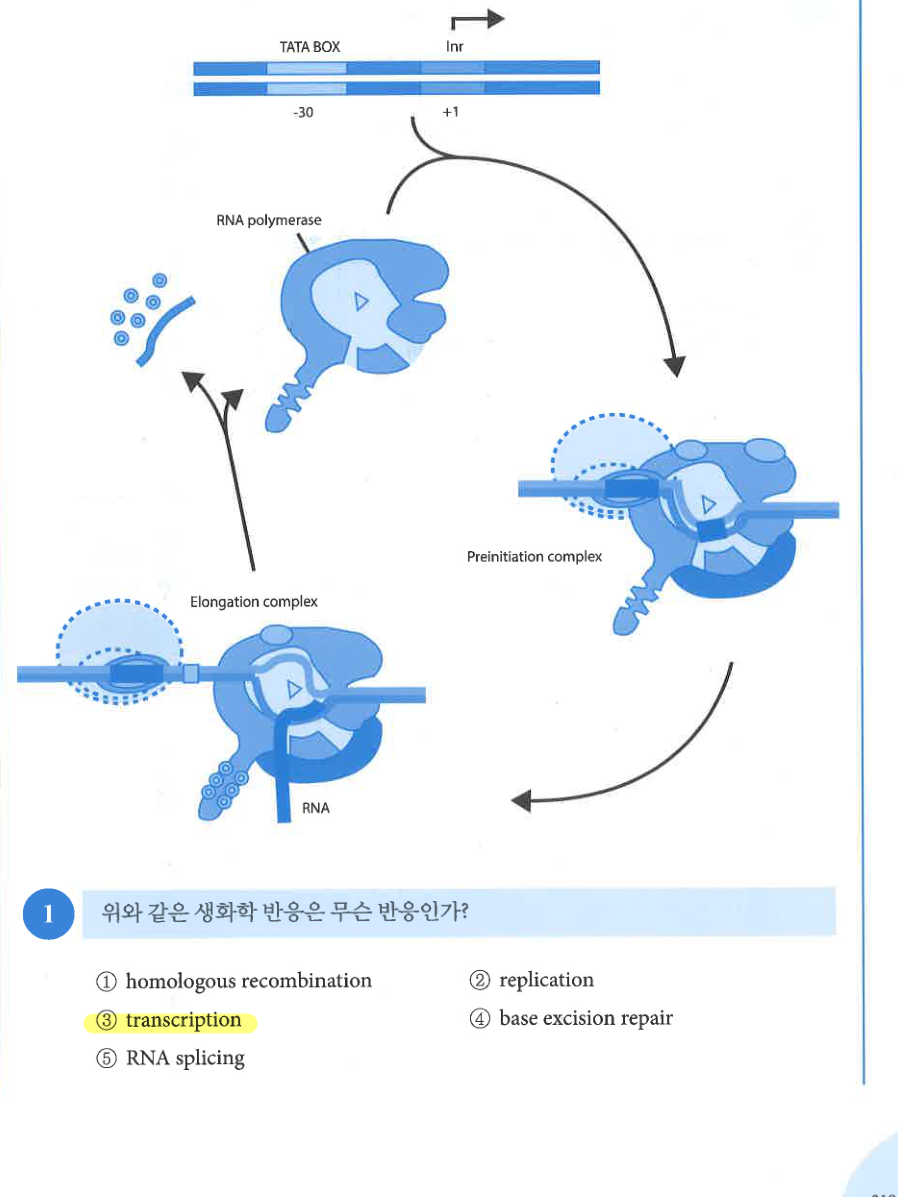 TATA BOX
Inr
-30
+1
RNA polymerase
Preinitiation complex
Elongation complex
RNA
1
위와 같은 생화학 반응은 무슨 반응인가?
① homologous recombination
② replication
③ transcription
④ base excision repair
⑤ RNA splicing